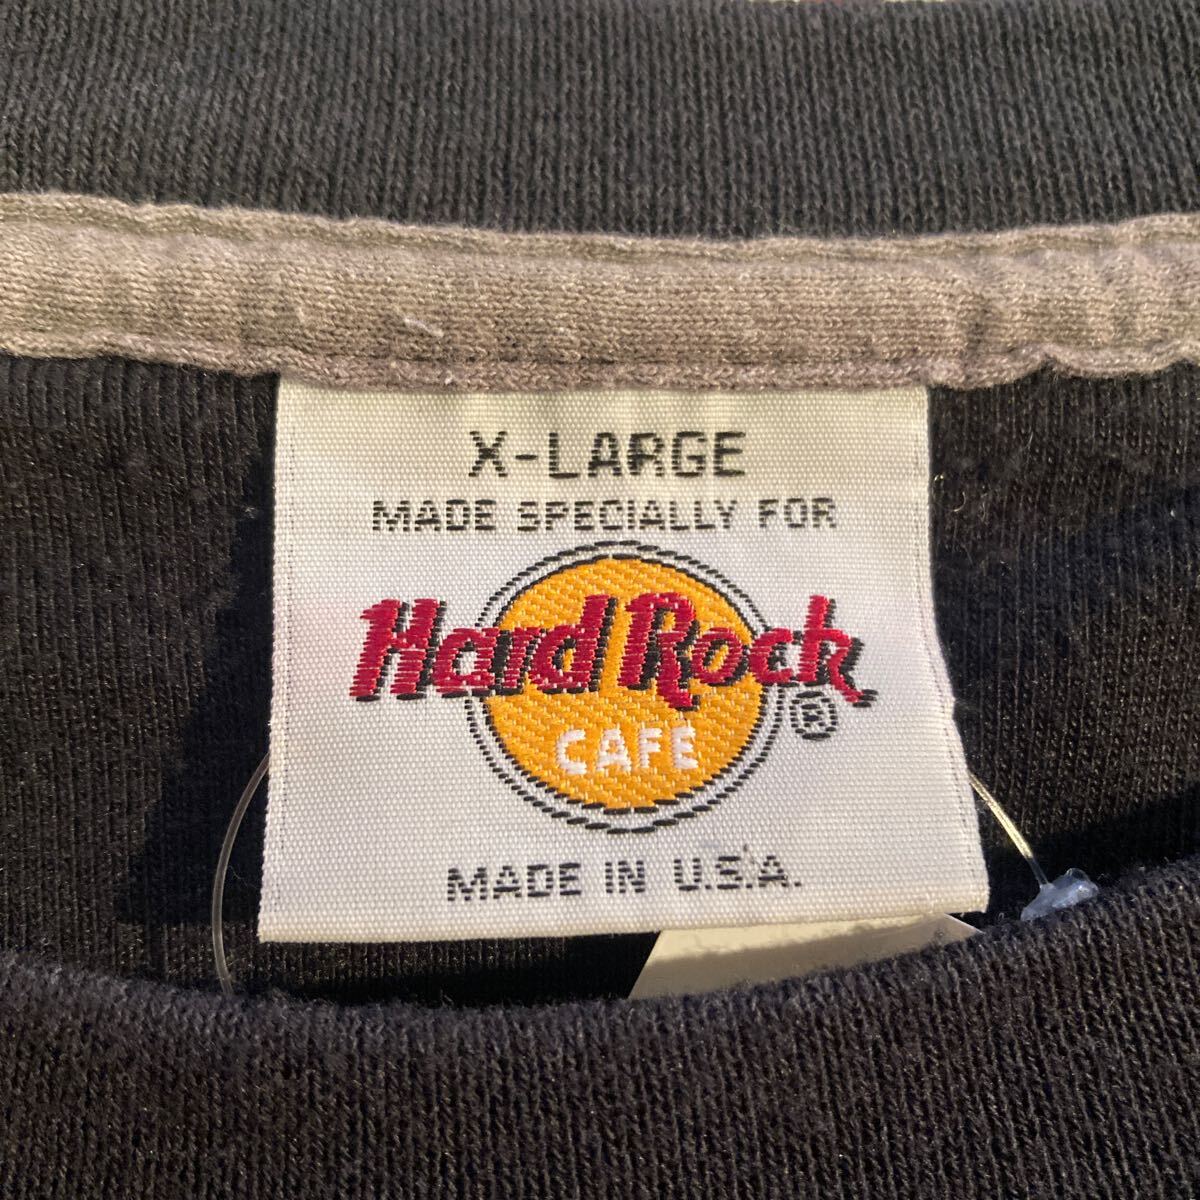 X-LARGE
MADE SPECIALLY FOR
Hard Rock
CAFE ®
MADE IN U.S.A.